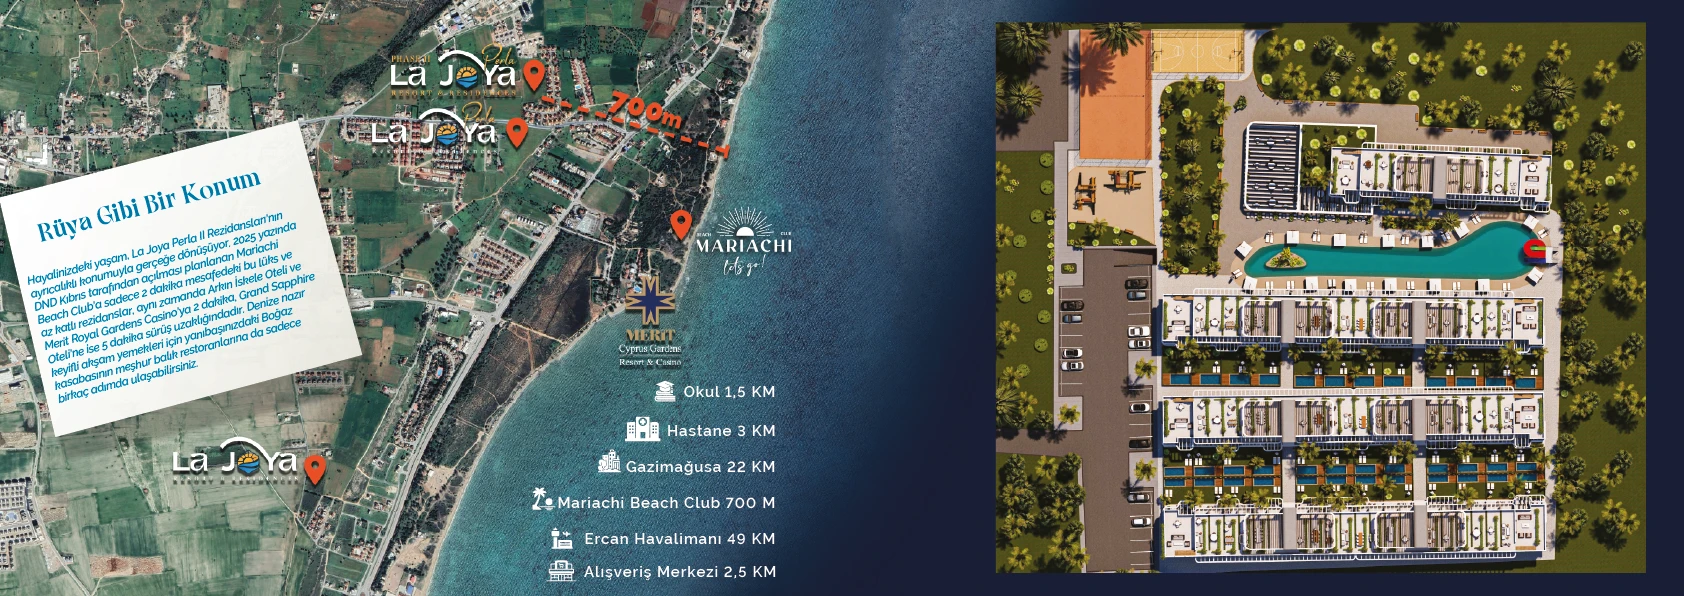 PHASE II Perla
La Joya
RESORT & RESIDENCES
Perla
La Joya
700m
Rüya Gibi Bir Konum
Hayalinizdeki yaşam, La Joya Perla II Rezidansları'nın
ayrıcalıklı konumuyla gerçeğe dönüşüyor. 2025 yazında
DND Kıbrıs tarafından açılması planlanan Mariachi
Beach Club'a sadece 2 dakika mesafedeki bu lüks ve
az katlı rezidanslar, aynı zamanda Arkın İskele Oteli ve
Merit Royal Gardens Casino'ya 2 dakika, Grand Sapphire
Oteli'ne ise 5 dakika sürüş uzaklığındadır. Denize nazır
keyifli akşam yemekleri için yanıbaşınızdaki Boğaz
kasabasının meşhur balık restoranlarına da sadece
birkaç adımda ulaşabilirsiniz.
BEACH CLUB
MARIACHI
let's go!
MERIT
Cyprus Gardens
Resort & Casino
Okul 1,5 KM
Hastane 3 KM
Gazimağusa 22 KM
Mariachi Beach Club 700 M
Ercan Havalimanı 49 KM
Alışveriş Merkezi 2,5 KM
La Joya
RESORT & RESIDENCES